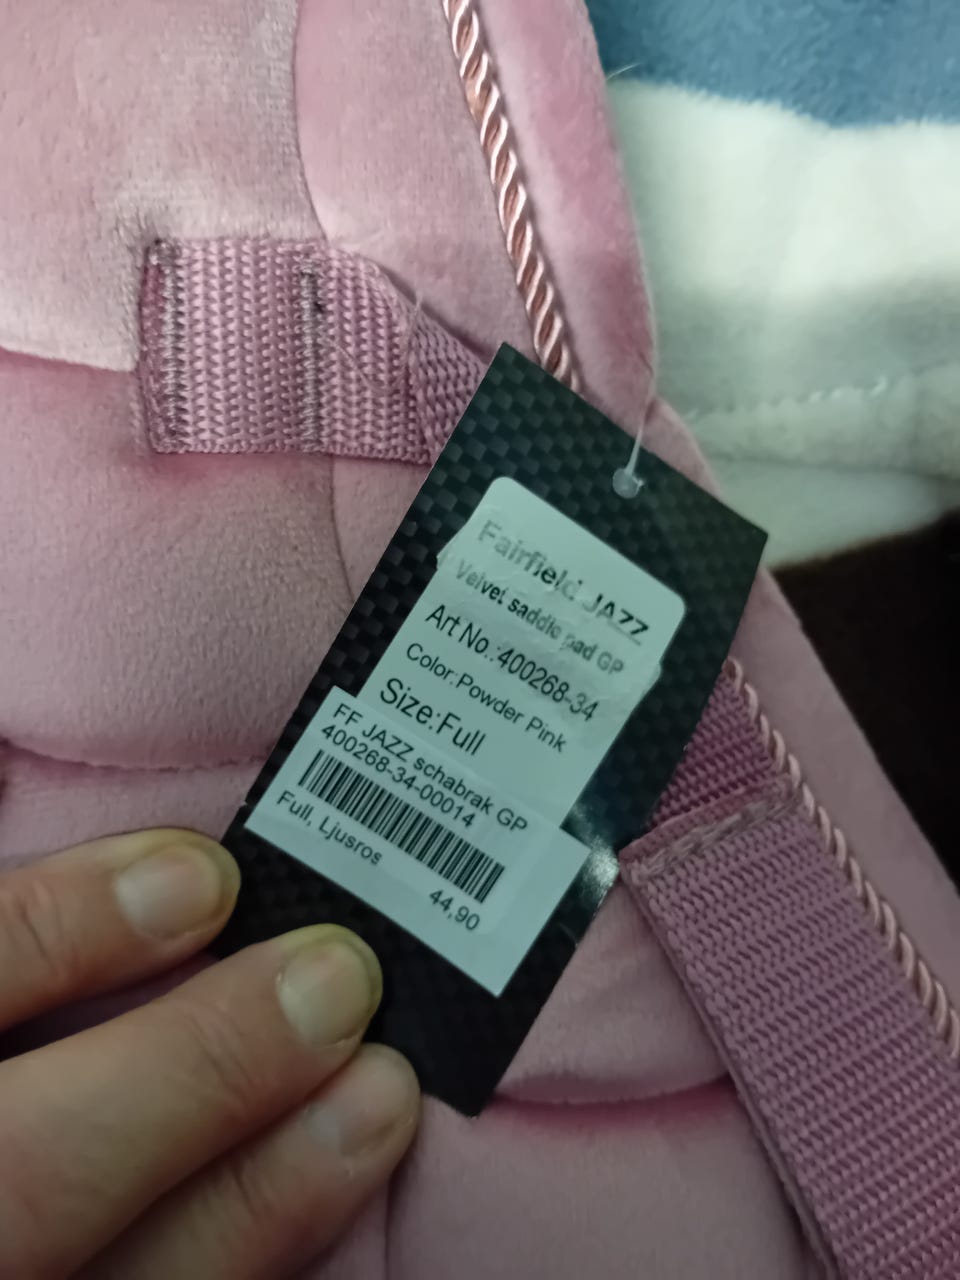 Fairfield JAZZ
Velvet saddle pad GP
Art No.:400268-34
Color:Powder Pink
Size:Full
FF JAZZ schabrak GP
400268-34-00014
Full, Ljusros
44,90